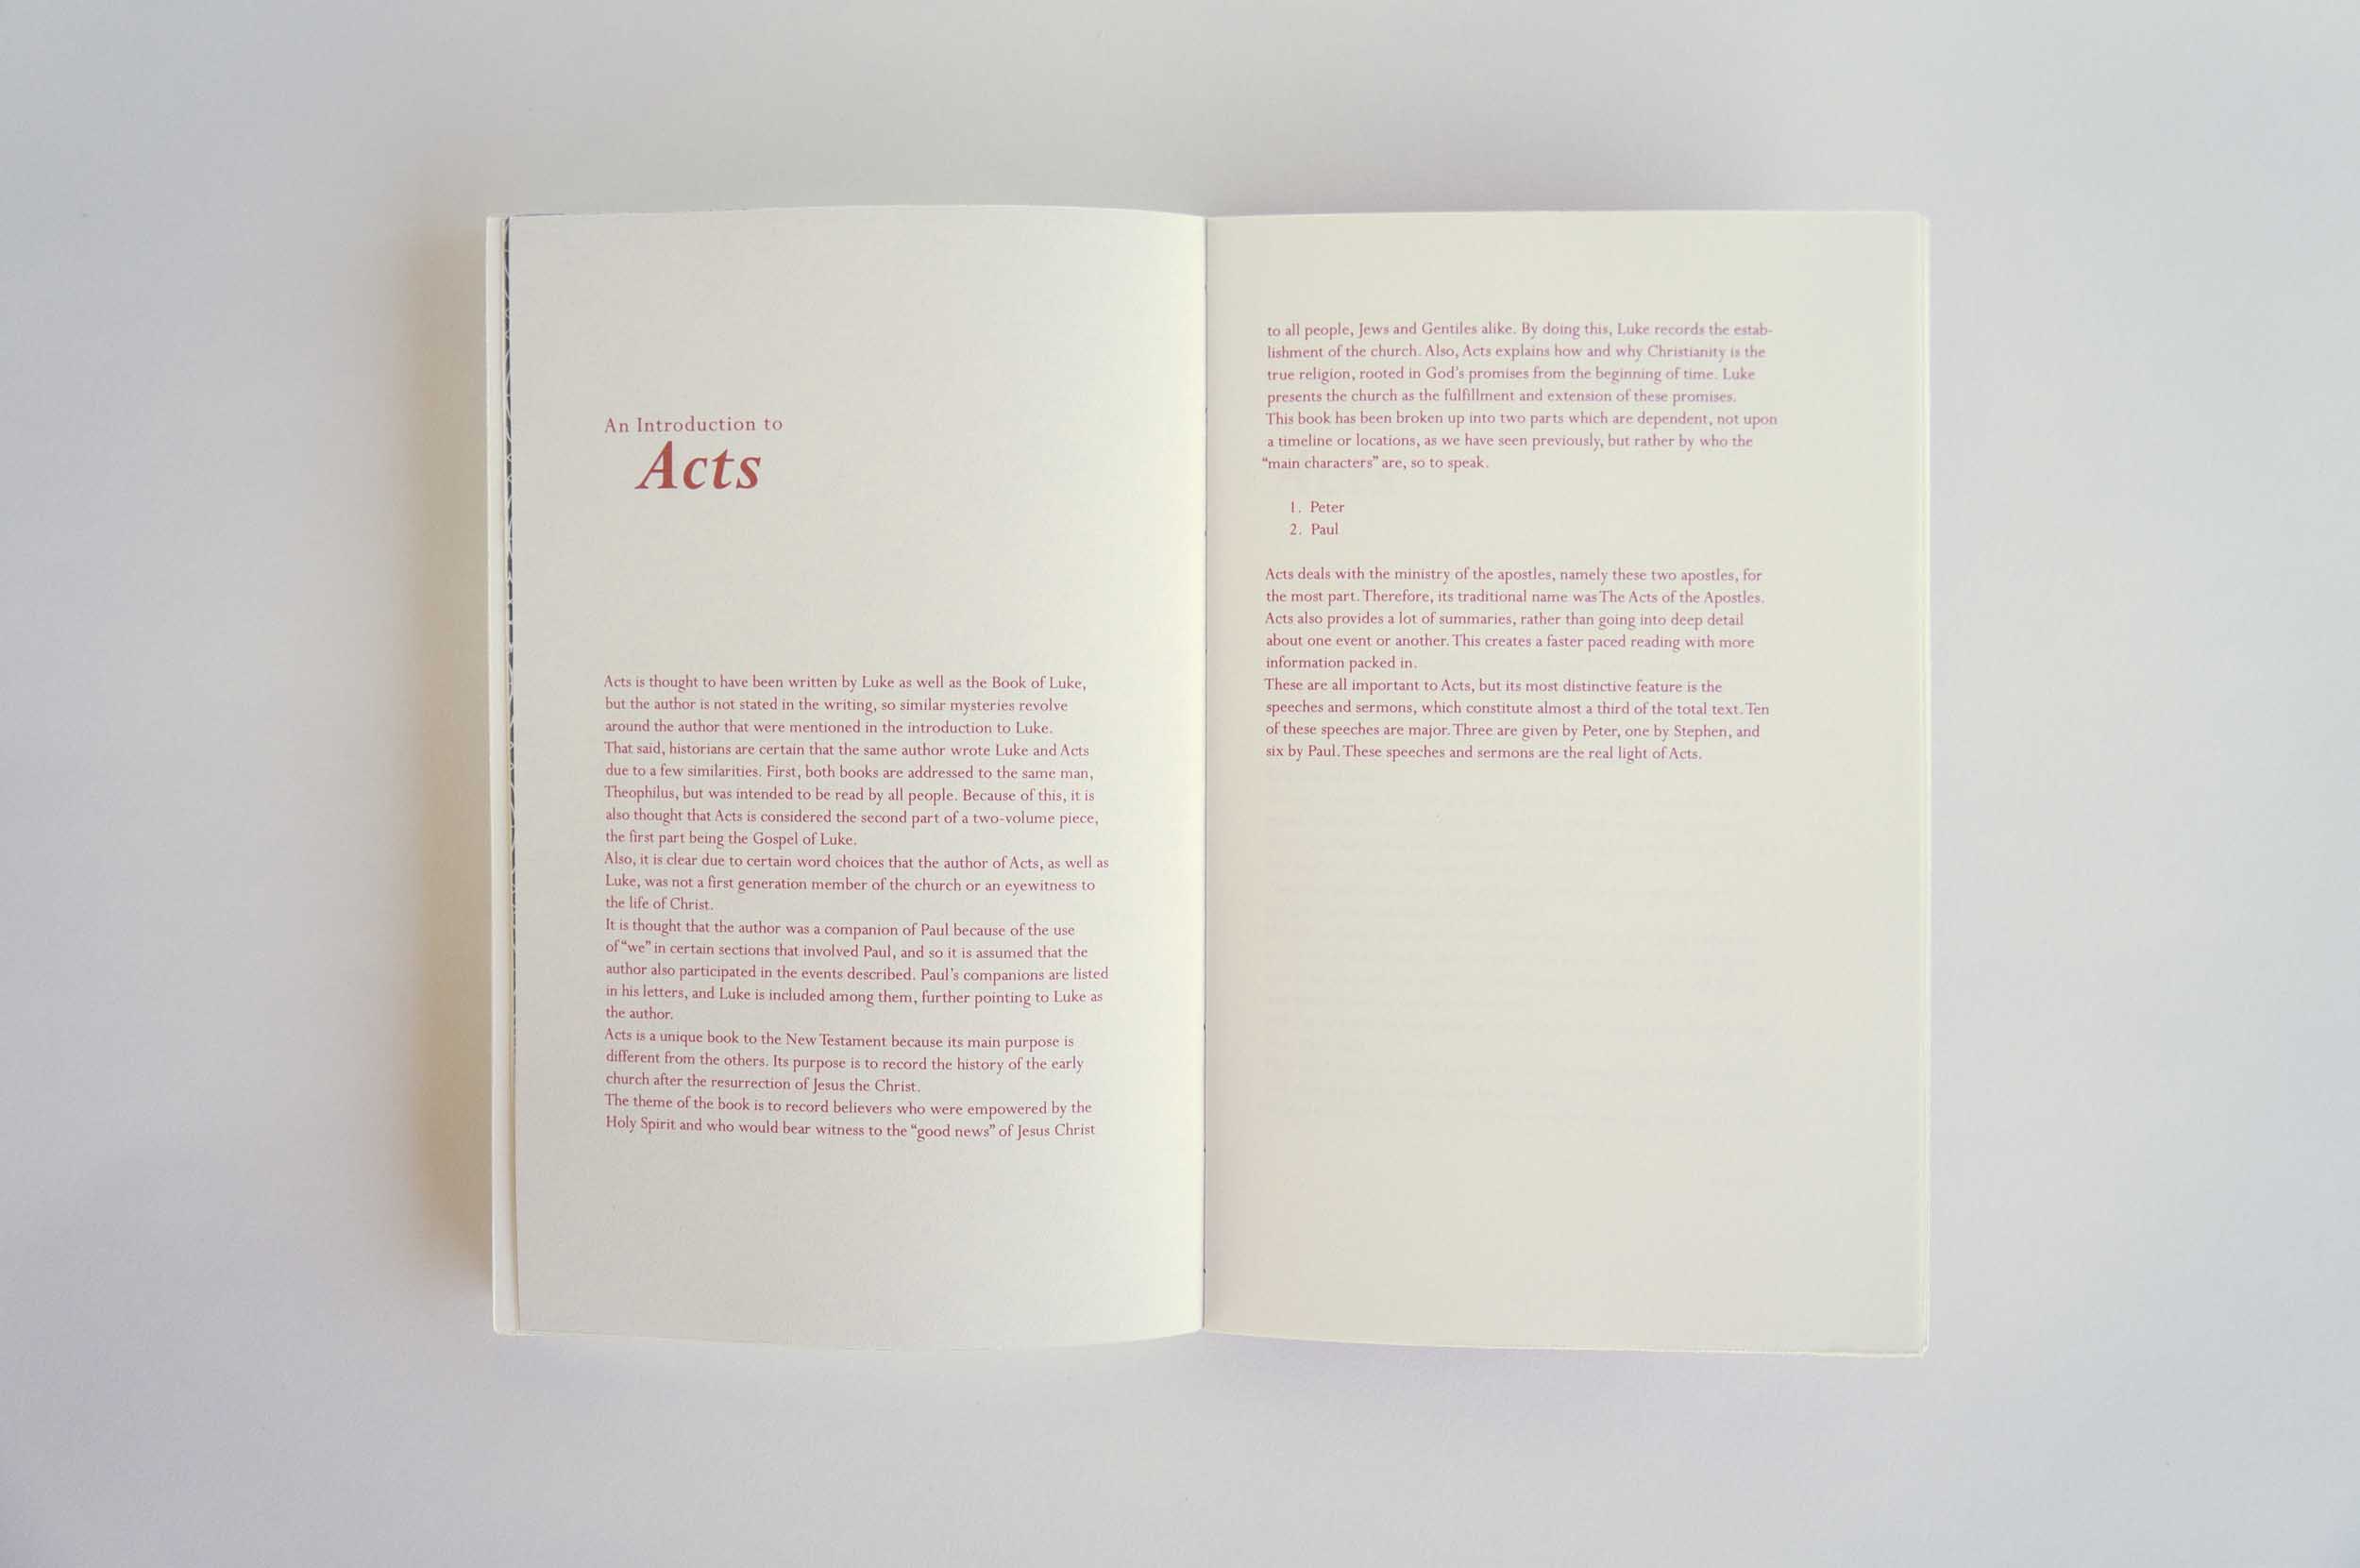 An Introduction to
Acts
Acts is thought to have been written by Luke as well as the Book of Luke,
but the author is not stated in the writing, so similar mysteries revolve
around the author that were mentioned in the introduction to Luke.
That said, historians are certain that the same author wrote Luke and Acts
due to a few similarities. First, both books are addressed to the same man,
Theophilus, but was intended to be read by all people. Because of this, it is
also thought that Acts is considered the second part of a two-volume piece,
the first part being the Gospel of Luke.
Also, it is clear due to certain word choices that the author of Acts, as well as
Luke, was not a first generation member of the church or an eyewitness to
the life of Christ.
It is thought that the author was a companion of Paul because of the use
of “we” in certain sections that involved Paul, and so it is assumed that the
author also participated in the events described. Paul’s companions are listed
in his letters, and Luke is included among them, further pointing to Luke as
the author.
Acts is a unique book to the New Testament because its main purpose is
different from the others. Its purpose is to record the history of the early
church after the resurrection of Jesus the Christ.
The theme of the book is to record believers who were empowered by the
Holy Spirit and who would bear witness to the “good news” of Jesus Christ
to all people, Jews and Gentiles alike. By doing this, Luke records the estab-
lishment of the church. Also, Acts explains how and why Christianity is the
true religion, rooted in God’s promises from the beginning of time. Luke
presents the church as the fulfillment and extension of these promises.
This book has been broken up into two parts which are dependent, not upon
a timeline or locations, as we have seen previously, but rather by who the
“main characters” are, so to speak.
1. Peter
2. Paul
Acts deals with the ministry of the apostles, namely these two apostles, for
the most part. Therefore, its traditional name was The Acts of the Apostles.
Acts also provides a lot of summaries, rather than going into deep detail
about one event or another. This creates a faster paced reading with more
information packed in.
These are all important to Acts, but its most distinctive feature is the
speeches and sermons, which constitute almost a third of the total text. Ten
of these speeches are major. Three are given by Peter, one by Stephen, and
six by Paul. These speeches and sermons are the real light of Acts.